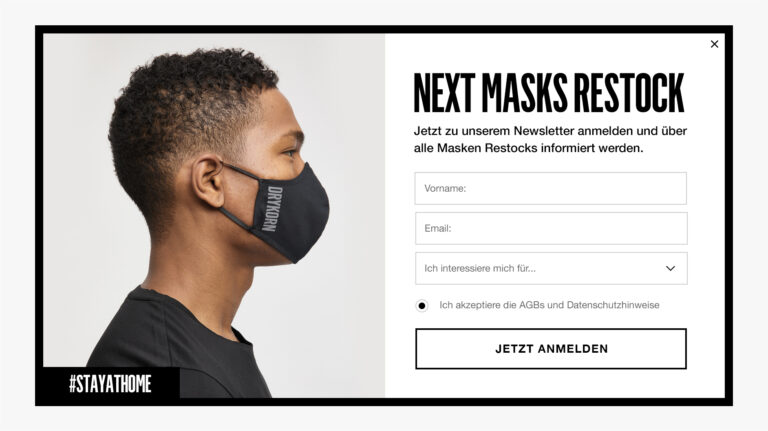 DRYKORN
#STAYATHOME
×
NEXT MASKS RESTOCK
Jetzt zu unserem Newsletter anmelden und über
alle Masken Restocks informiert werden.
Vorname:
Email:
Ich interessiere mich für...
Ich akzeptiere die AGBs und Datenschutzhinweise
JETZT ANMELDEN